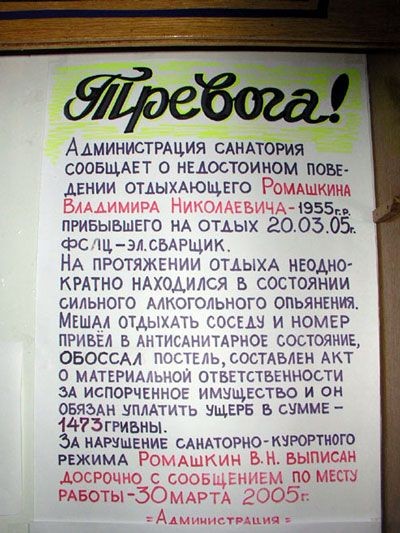 Тревога!
Администрация санатория
сообщает о недостоином пове-
дении отдыхающего Ромашкина
Владимира Николаевича-1955г.р.
прибывшего на отдых 20.03.05г.
ФС/ЛЦ-эл.сварщик.
На протяжении отдыха неодно-
кратно находился в состоянии
сильного алкогольного опьянения.
Мешал отдыхать соседу и номер
привёл в антисанитарное состояние,
обоссал постель, составлен акт
о материальной ответственности
за испорченное имущество и он
обязан уплатить ущерб в сумме-
1473 гривны.
За нарушение санаторно-курортного
режима Ромашкин В.Н. выписан
досрочно с сообщением по месту
работы-30 марта 2005г.
=Администрация=